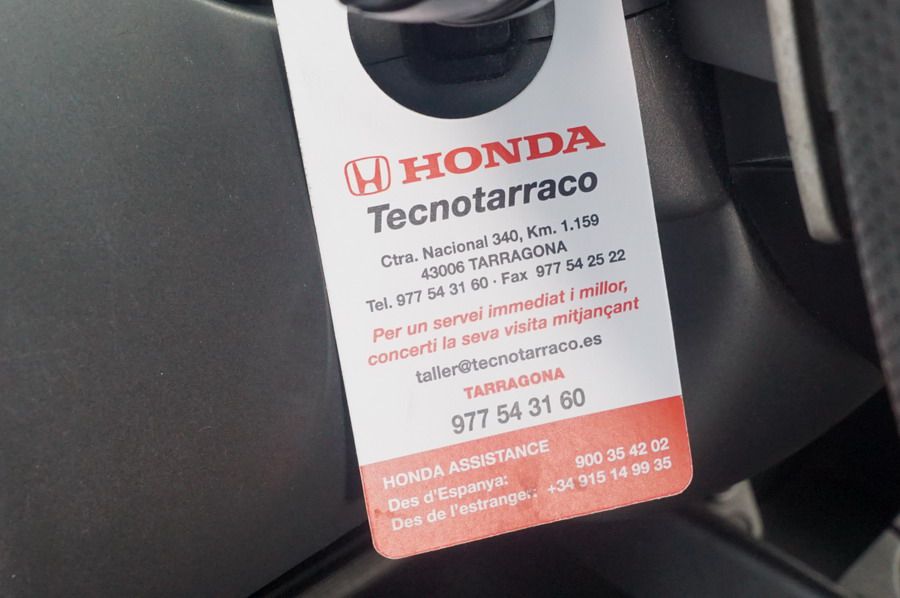 HONDA
Tecnotarraco
Ctra. Nacional 340, Km. 1.159
43006 TARRAGONA
Tel. 977 54 31 60 · Fax 977 54 25 22
Per un servei immediat i millor,
concerti la seva visita mitjançant
taller@tecnotarraco.es
TARRAGONA
977 54 31 60
HONDA ASSISTANCE
Des d'Espanya: 900 35 42 02
Des de l'estranger: +34 915 14 99 35